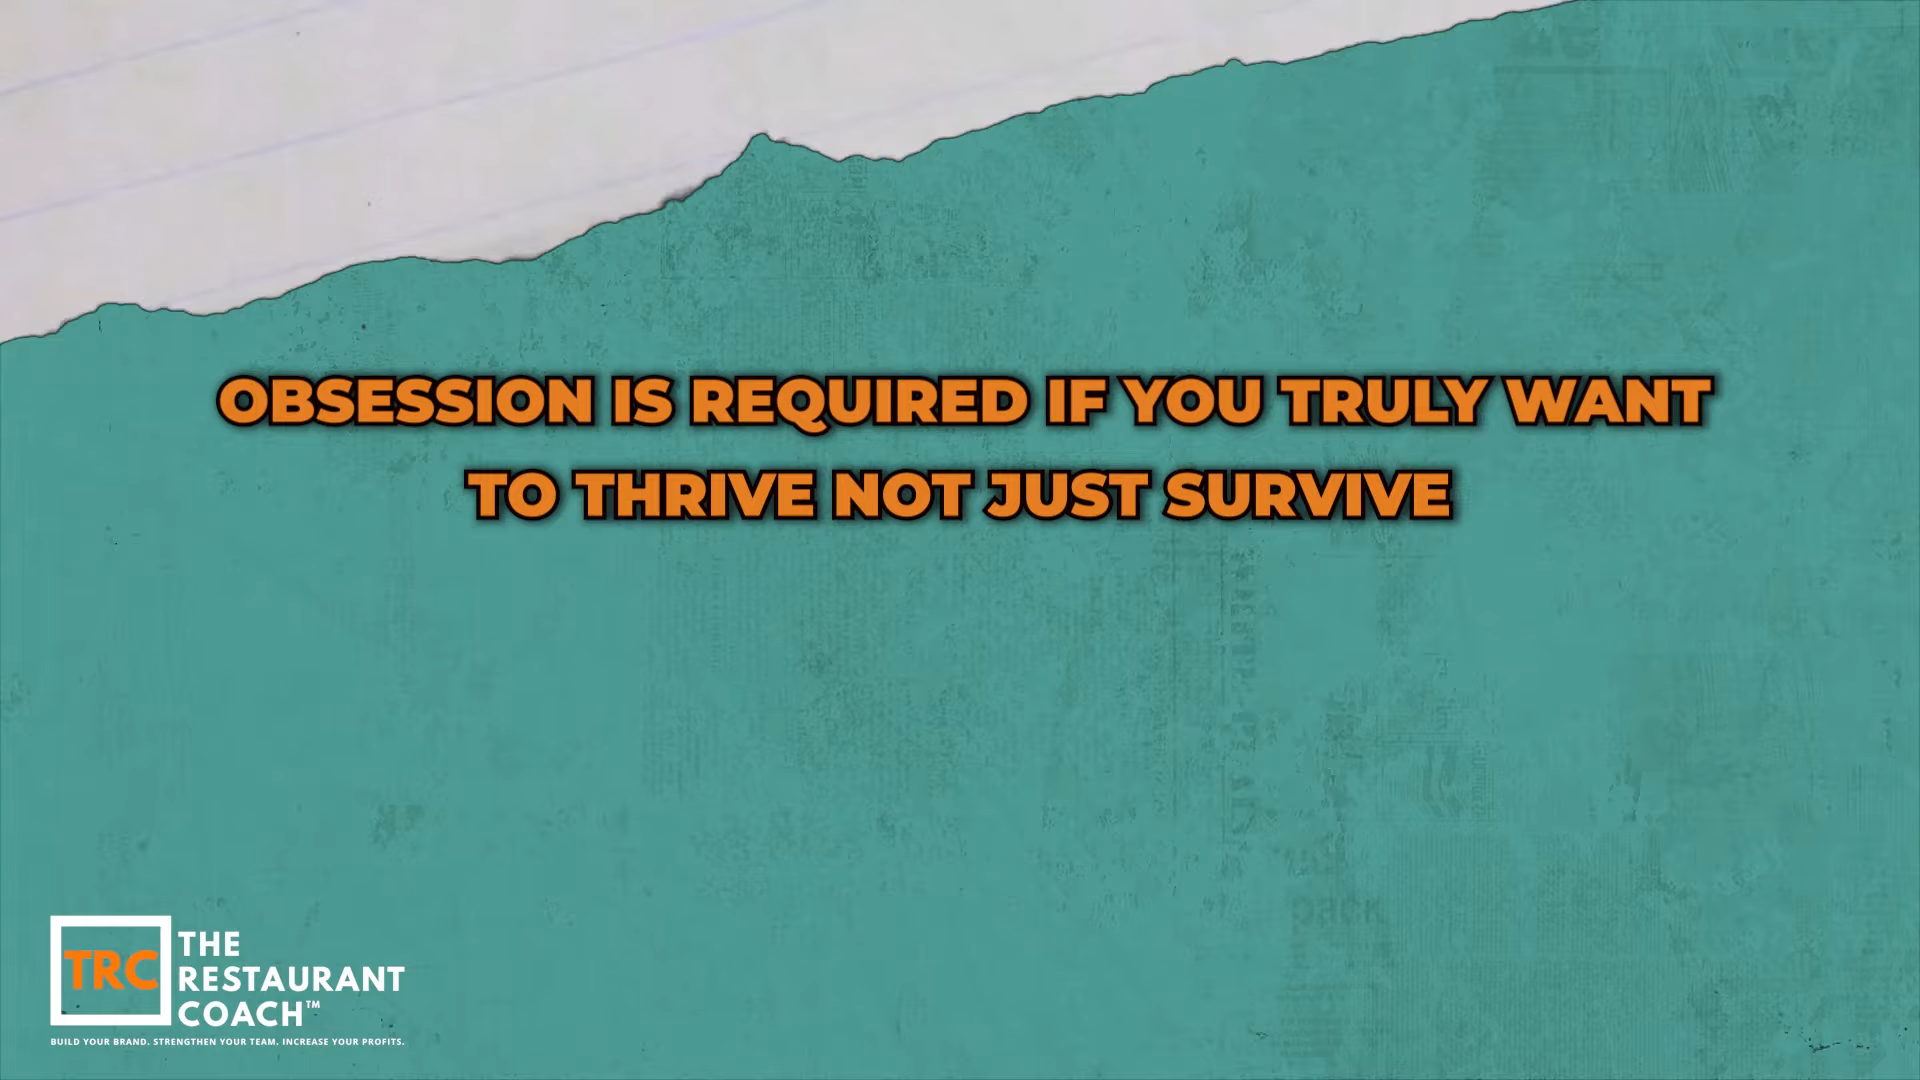 OBSESSION IS REQUIRED IF YOU TRULY WANT
TO THRIVE NOT JUST SURVIVE
TRC
THE
RESTAURANT
COACH™
BUILD YOUR BRAND. STRENGTHEN YOUR TEAM. INCREASE YOUR PROFITS.